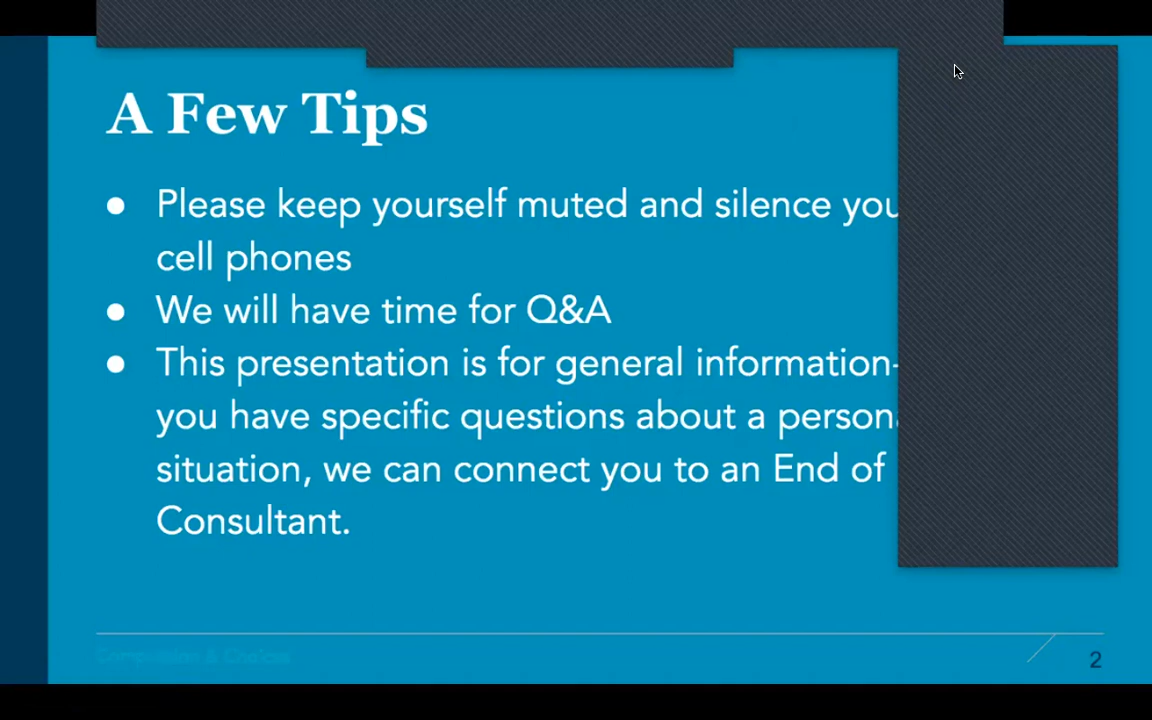 A Few Tips
● Please keep yourself muted and silence you
cell phones
● We will have time for Q&A
● This presentation is for general information-
you have specific questions about a person
situation, we can connect you to an End of
Consultant.
Compassion & Choices
2